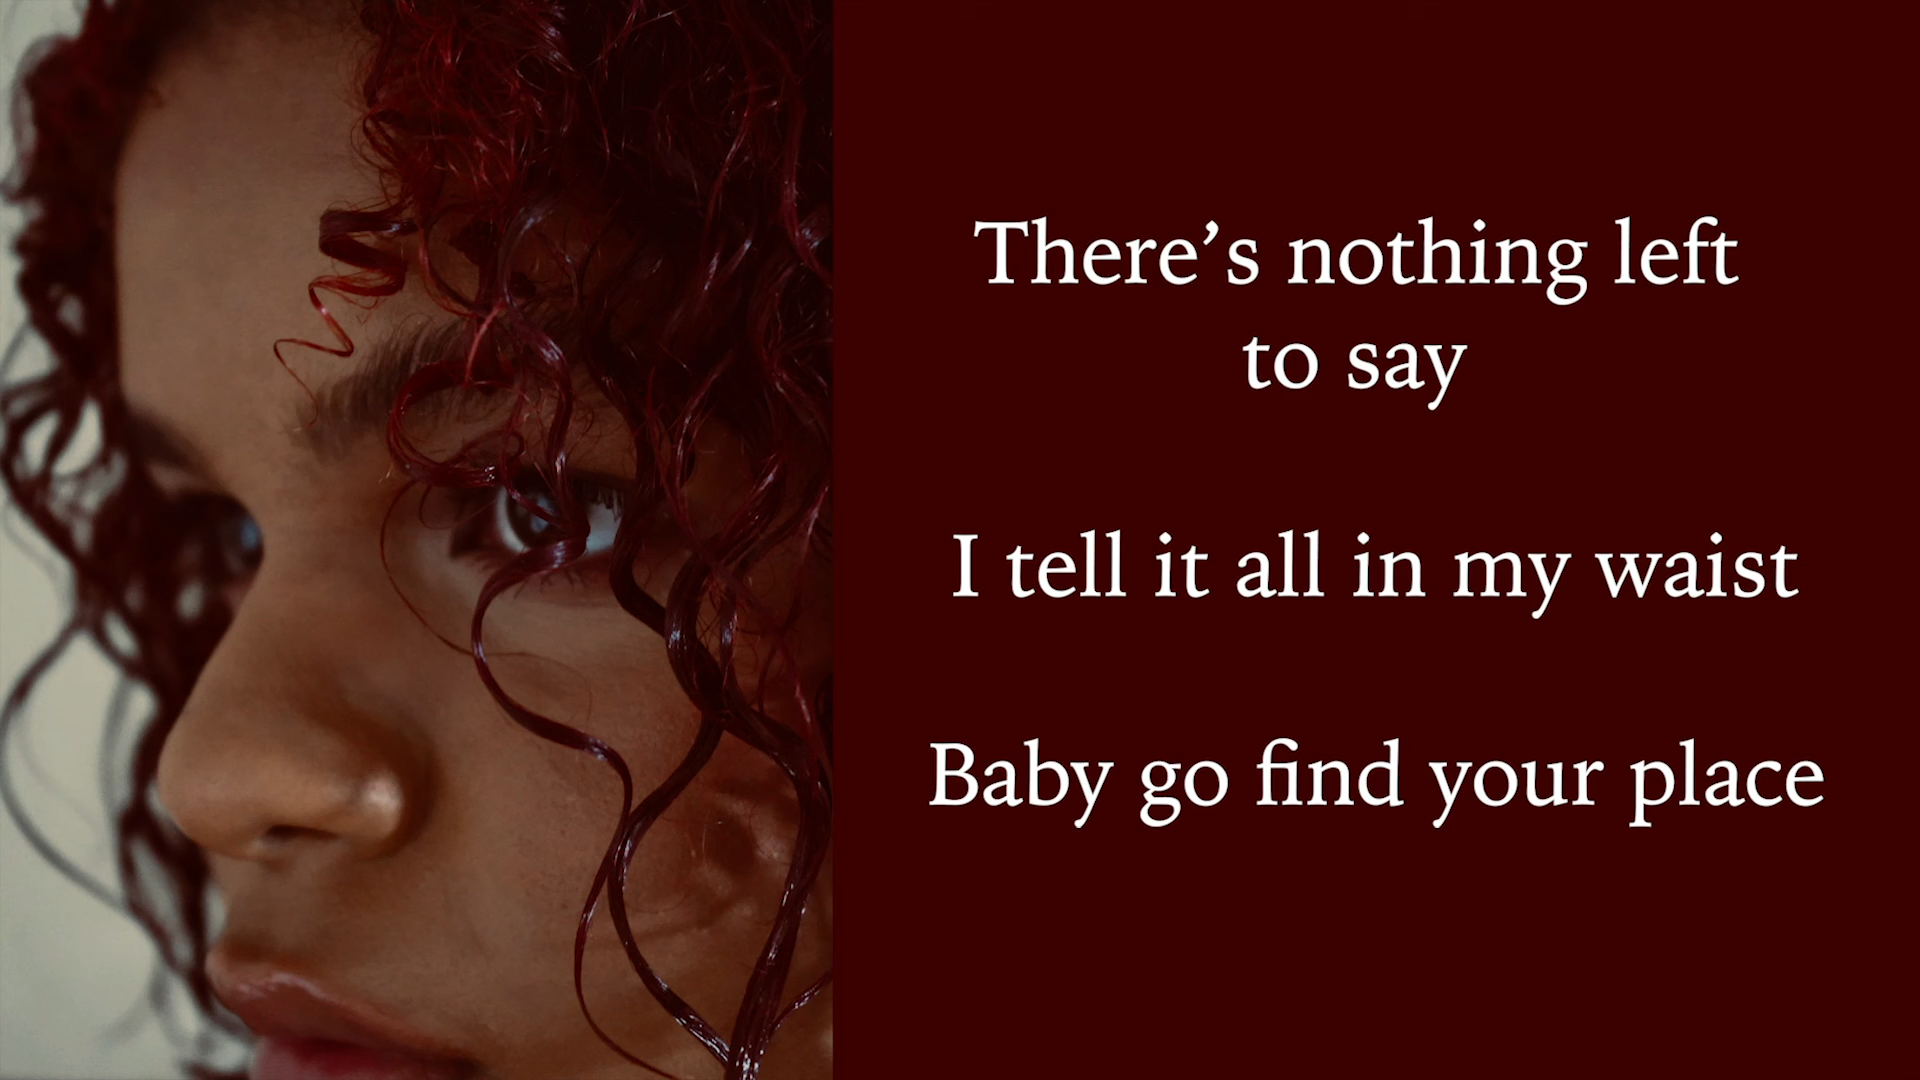 There’s nothing left
to say
I tell it all in my waist
Baby go find your place